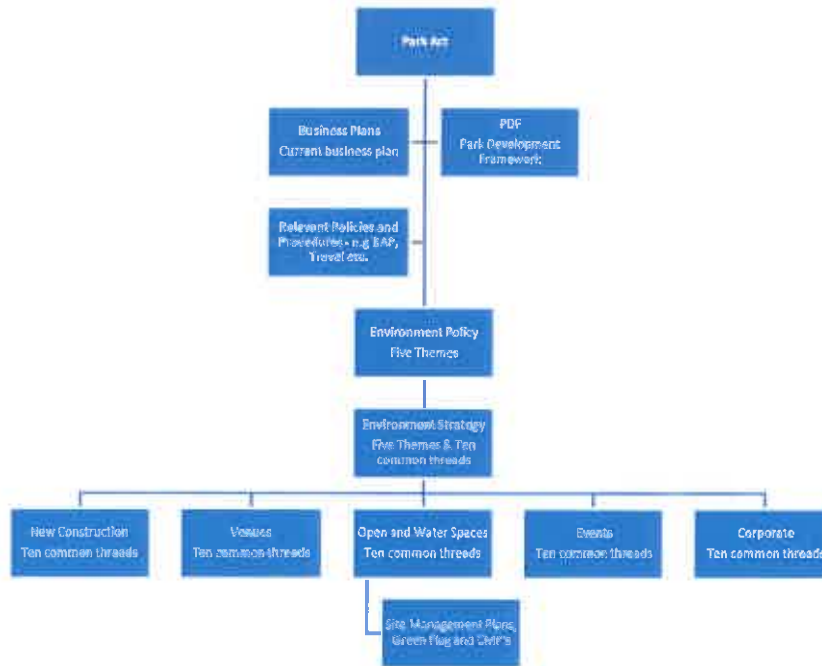 Park Act
Business Plans
Current business plan
PDF
Park Development
Framework
Relevant Policies and
Procedures - e.g BAP,
Travel etc.
Environment Policy
Five Themes
Environment Strategy
Five Themes & Ten
common threads
New Construction
Ten common threads
Venues
Ten common threads
Open and Water Spaces
Ten common threads
Events
Ten common threads
Corporate
Ten common threads
Site Management Plans,
Green Flag and CMP's